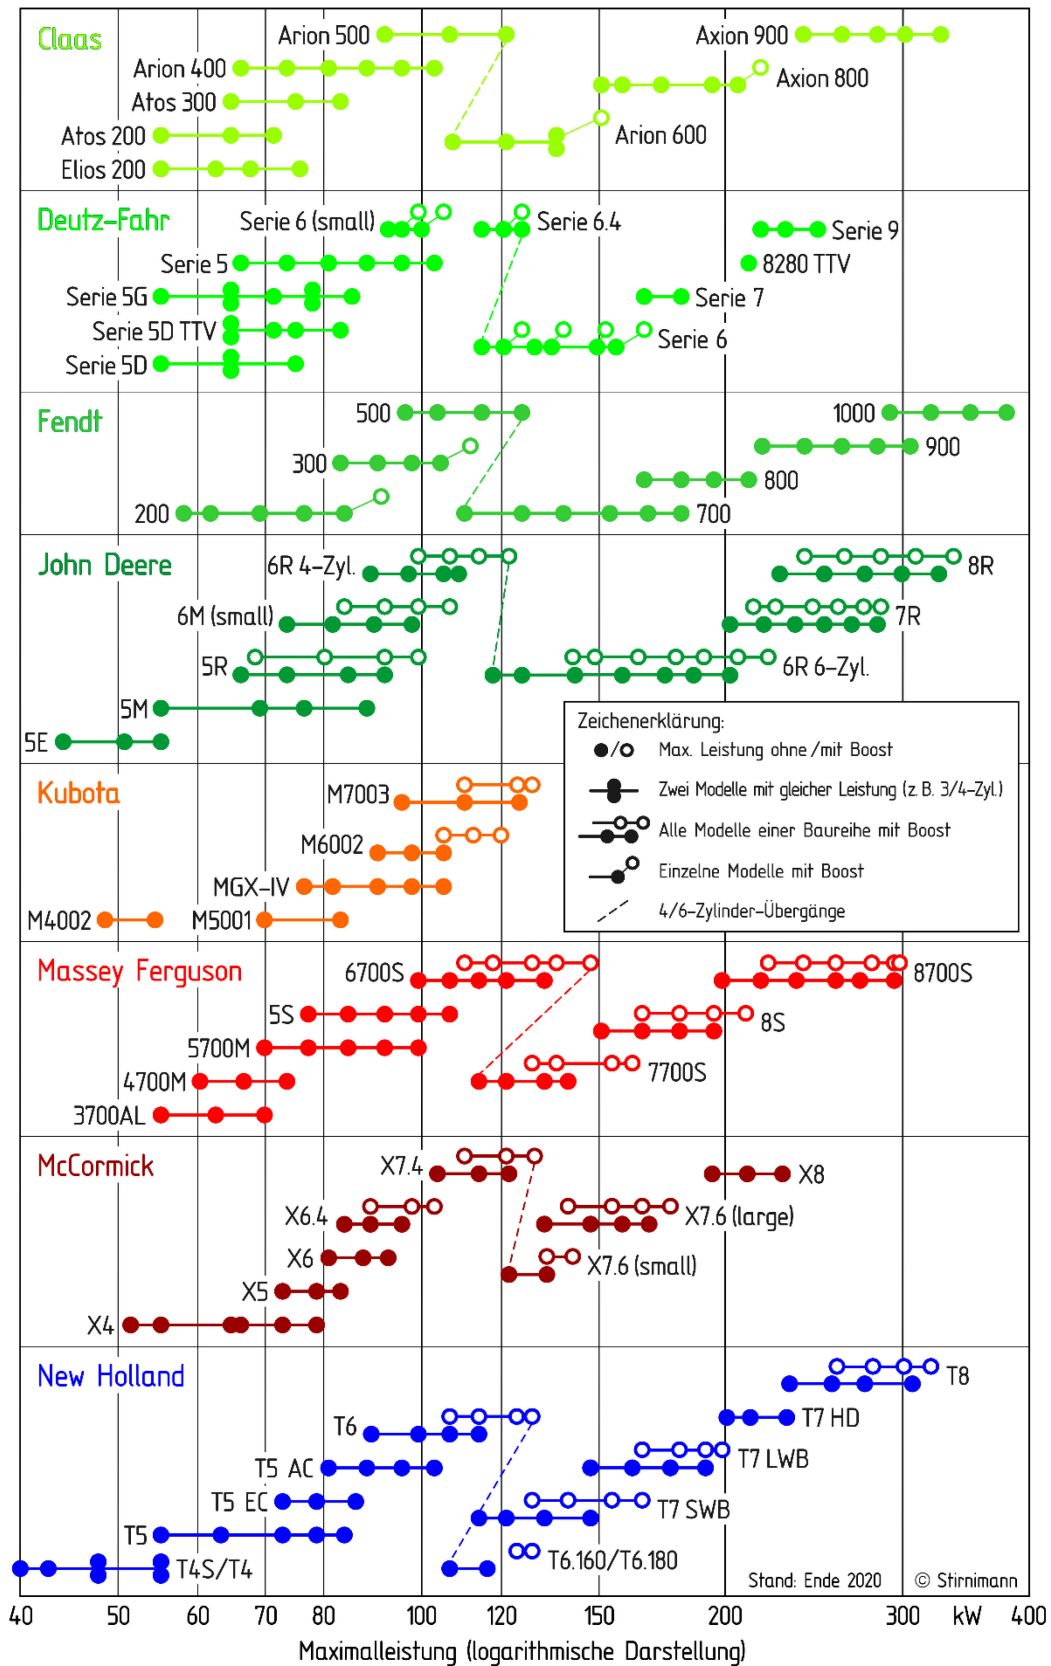 Claas
Arion 500
Axion 900
Arion 400
Axion 800
Atos 300
Atos 200
Arion 600
Elios 200
Deutz-Fahr
Serie 6 (small)
Serie 6.4
Serie 9
Serie 5
8280 TTV
Serie 5G
Serie 7
Serie 5D TTV
Serie 6
Serie 5D
Fendt
500
1000
900
300
800
200
700
John Deere
6R 4-Zyl.
8R
6M (small)
7R
5R
6R 6-Zyl.
5M
5E
Zeichenerklärung:
Max. Leistung ohne/mit Boost
Zwei Modelle mit gleicher Leistung (z.B. 3/4-Zyl.)
Alle Modelle einer Baureihe mit Boost
Einzelne Modelle mit Boost
4/6-Zylinder-Übergänge
Kubota
M7003
M6002
MGX-IV
M4002
M5001
Massey Ferguson
6700S
8700S
5S
8S
5700M
7700S
4700M
3700AL
McCormick
X7.4
X8
X6.4
X7.6 (large)
X6
X7.6 (small)
X5
X4
New Holland
T8
T6
T7 HD
T5 AC
T7 LWB
T5 EC
T7 SWB
T5
T6.160/T6.180
T4S/T4
Stand: Ende 2020 © Stirnimann
40 50 60 70 80 100 120 150 200 300 kW 400
Maximalleistung (logarithmische Darstellung)